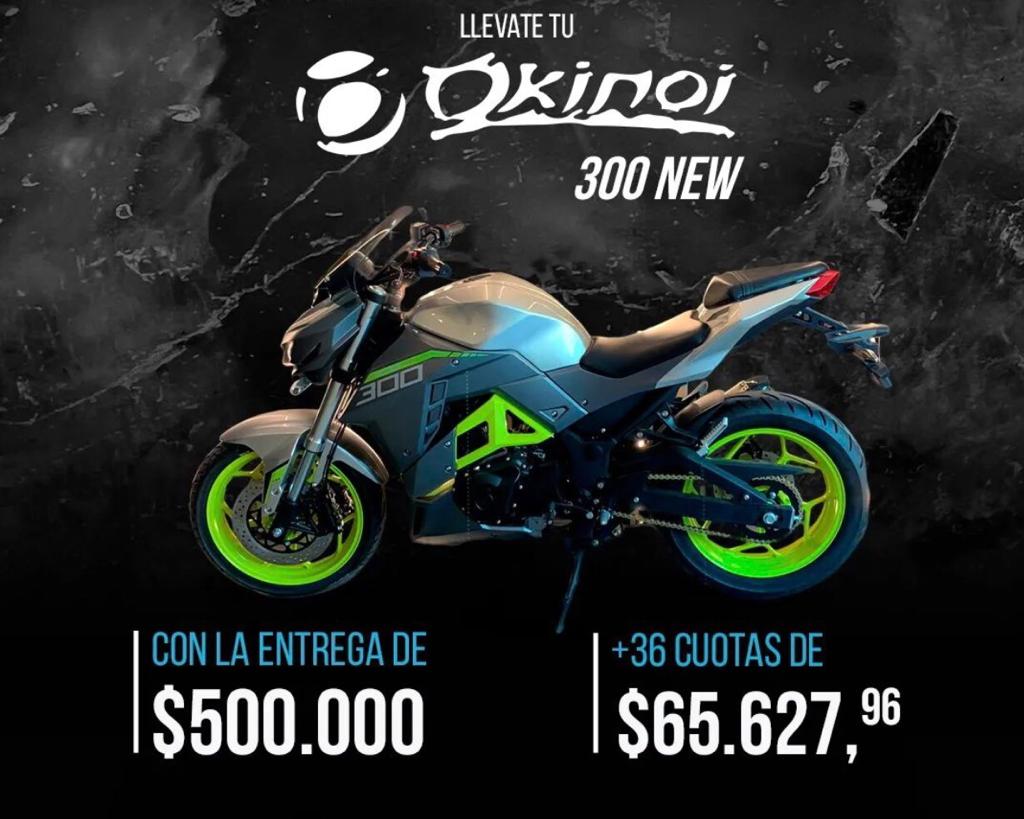 LLEVATE TU
Okinoi
300 NEW
300
CON LA ENTREGA DE
$500.000
+36 CUOTAS DE
$65.627,96